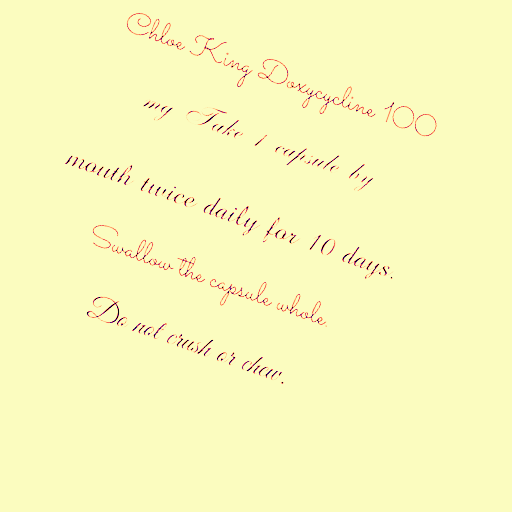 Chloe King Doxycycline 100
mg Take 1 capsule by
mouth twice daily for 10 days.
Swallow the capsule whole.
Do not crush or chew.